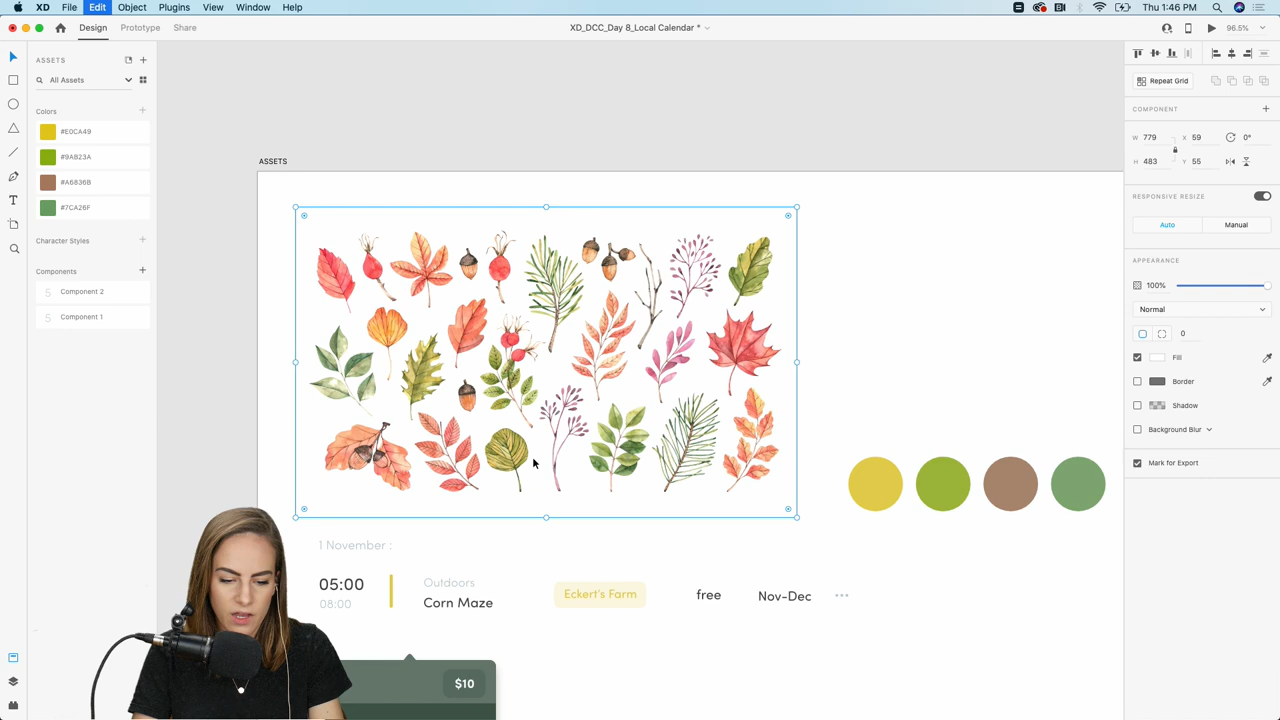 XD File Edit Object Plugins View Window Help
Thu 1:46 PM
Design Prototype Share
XD_DCC_Day 8_Local Calendar *
96.5%
ASSETS
All Assets
Colors
#E0CA49
#9AB23A
#A6836B
#7CA26F
Character Styles
Components
5 Component 2
5 Component 1
ASSETS
1 November :
05:00
08:00
Outdoors
Corn Maze
Eckert's Farm
free
Nov-Dec
$10
Repeat Grid
COMPONENT
W 779 X 59 0°
H 483 Y 55
RESPONSIVE RESIZE
Auto Manual
APPEARANCE
100%
Normal
0
Fill
Border
Shadow
Background Blur
Mark for Export